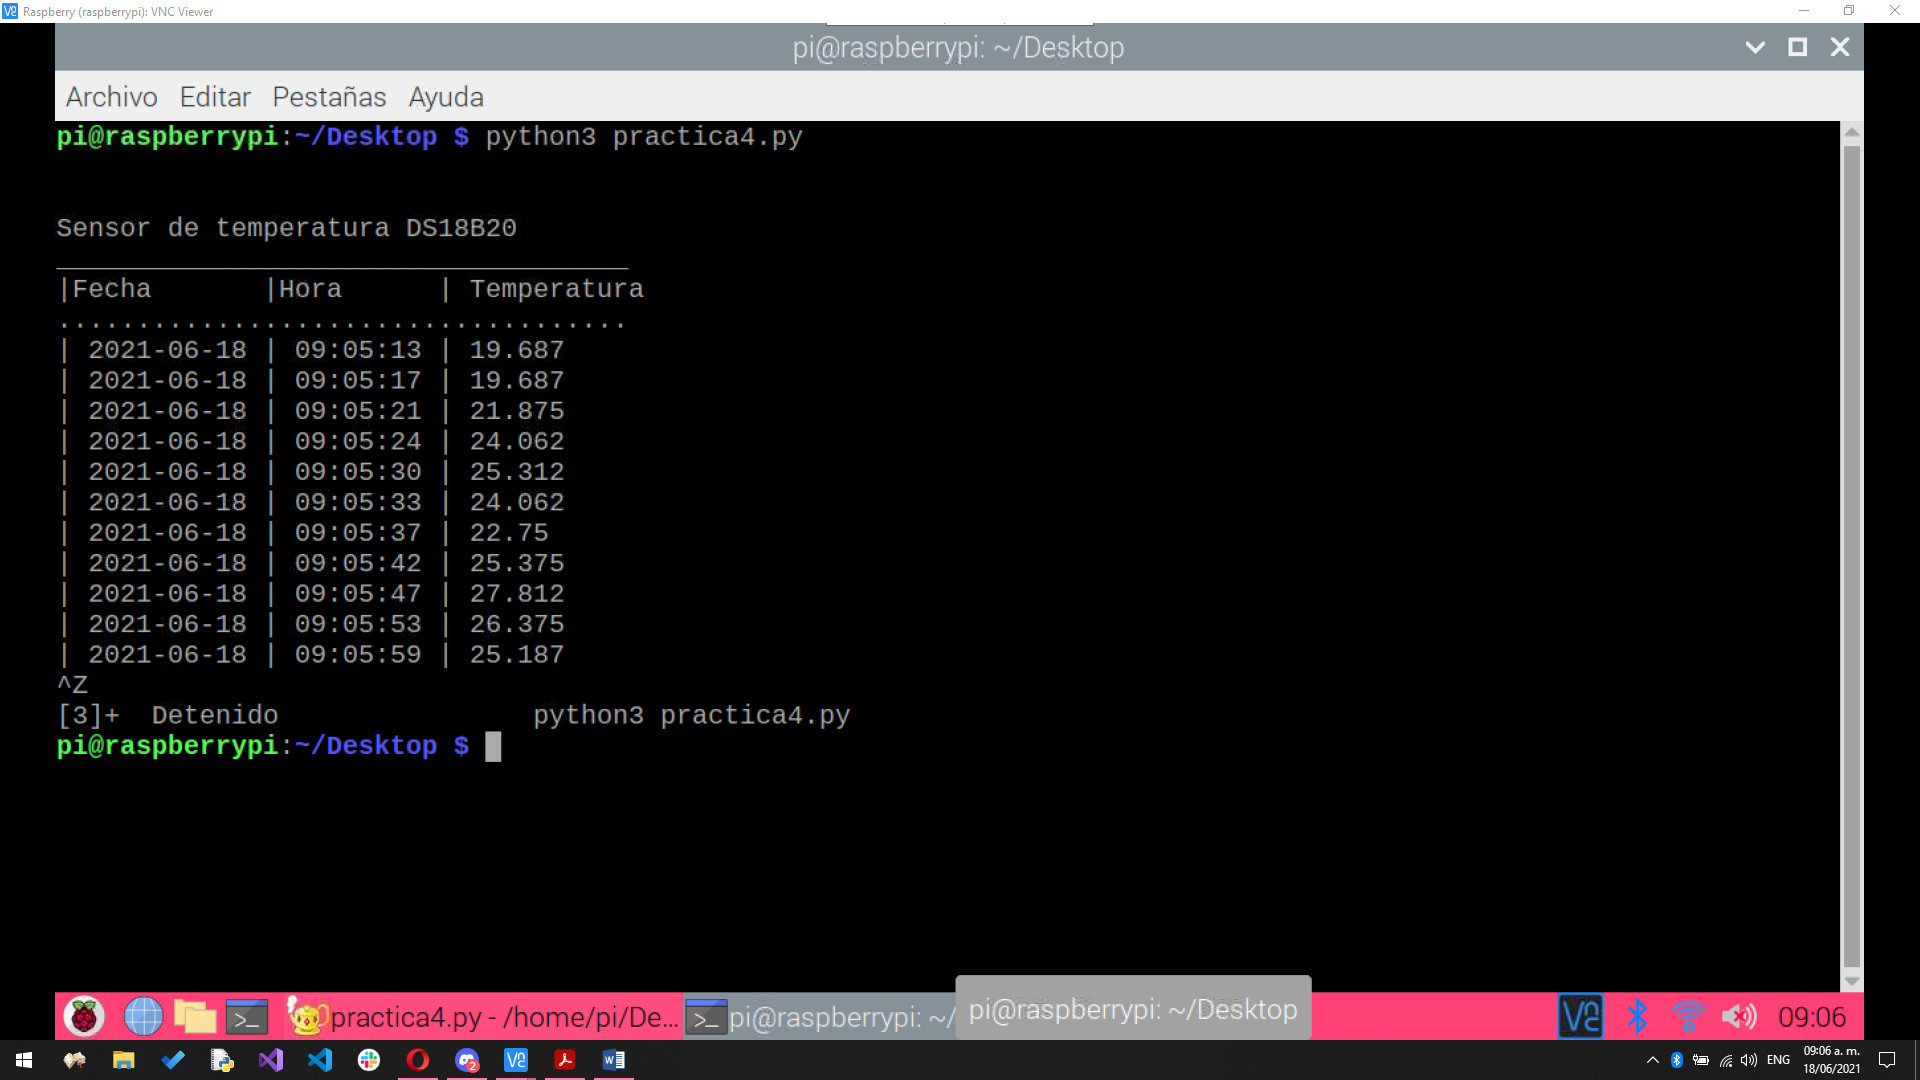 Raspberry (raspberrypi): VNC Viewer
pi@raspberrypi: ~/Desktop
Archivo Editar Pestañas Ayuda
pi@raspberrypi:~/Desktop $ python3 practica4.py
Sensor de temperatura DS18B20
____________________________________
|Fecha |Hora | Temperatura
....................................
| 2021-06-18 | 09:05:13 | 19.687
| 2021-06-18 | 09:05:17 | 19.687
| 2021-06-18 | 09:05:21 | 21.875
| 2021-06-18 | 09:05:24 | 24.062
| 2021-06-18 | 09:05:30 | 25.312
| 2021-06-18 | 09:05:33 | 24.062
| 2021-06-18 | 09:05:37 | 22.75
| 2021-06-18 | 09:05:42 | 25.375
| 2021-06-18 | 09:05:47 | 27.812
| 2021-06-18 | 09:05:53 | 26.375
| 2021-06-18 | 09:05:59 | 25.187
^Z
[3]+ Detenido python3 practica4.py
pi@raspberrypi:~/Desktop $
practica4.py - /home/pi/De... pi@raspberrypi: ~/ pi@raspberrypi: ~/Desktop 09:06
ENG 09:06 a. m.
18/06/2021